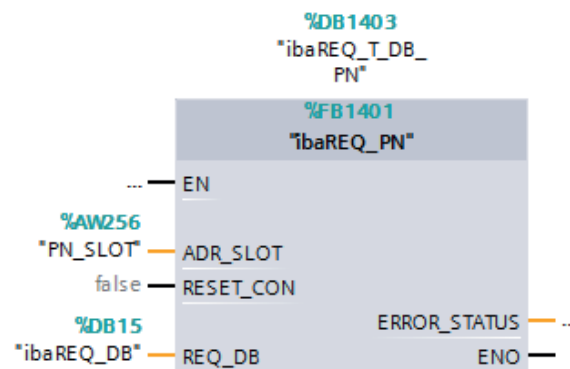 %DB1403
"ibaREQ_T_DB_
PN"
%FB1401
"ibaREQ_PN"
... EN
%AW256
"PN_SLOT" ADR_SLOT
false RESET_CON
%DB15
ERROR_STATUS ...
"ibaREQ_DB" REQ_DB ENO